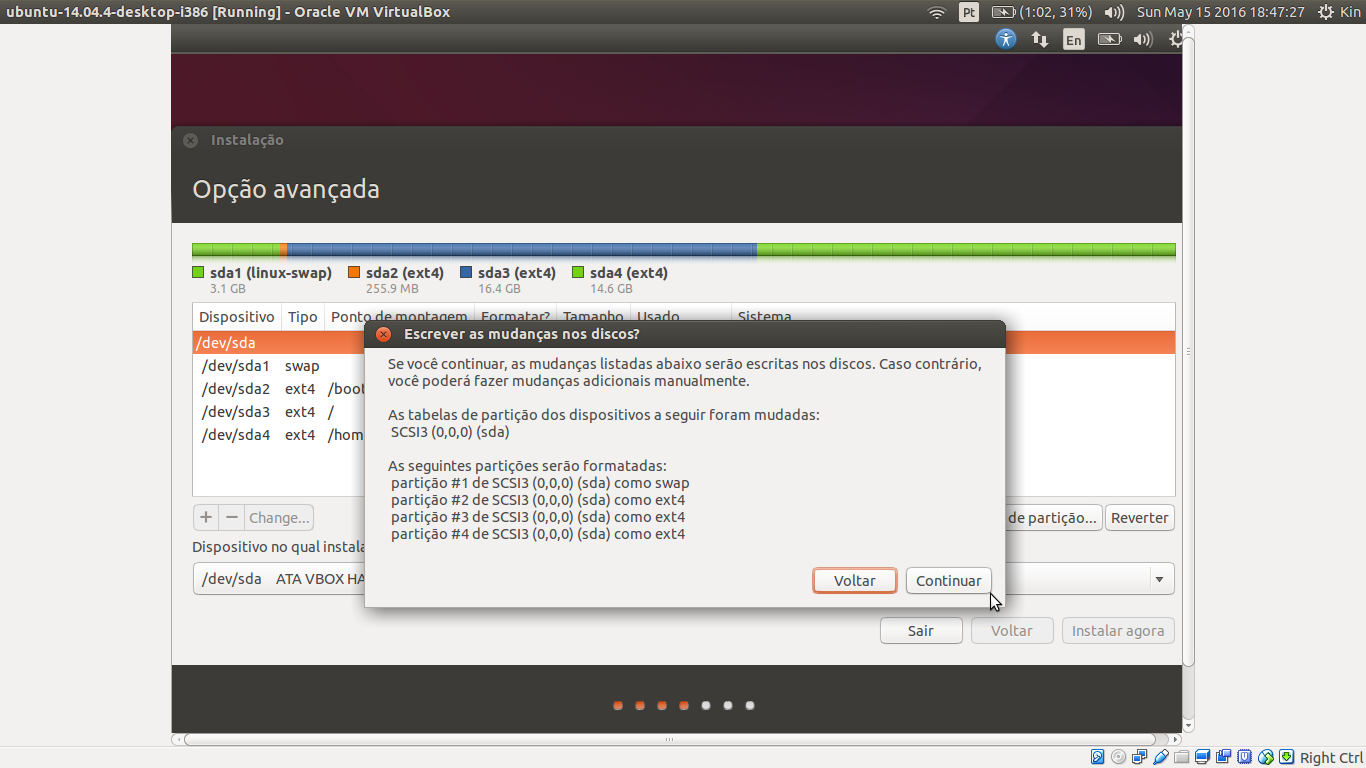 ubuntu-14.04.4-desktop-i386 [Running] - Oracle VM VirtualBox
Pt
(1:02, 31%)
Sun May 15 2016 18:47:27
Kin
En
Instalação
Opção avançada
sda1 (linux-swap)
3.1 GB
sda2 (ext4)
255.9 MB
sda3 (ext4)
16.4 GB
sda4 (ext4)
14.6 GB
Dispositivo Tipo Ponto de montagem Formatar? Tamanho Usado Sistema
/dev/sda
/dev/sda1 swap
/dev/sda2 ext4 /boot
/dev/sda3 ext4 /
/dev/sda4 ext4 /hom
Escrever as mudanças nos discos?
Se você continuar, as mudanças listadas abaixo serão escritas nos discos. Caso contrário,
você poderá fazer mudanças adicionais manualmente.
As tabelas de partição dos dispositivos a seguir foram mudadas:
SCSI3 (0,0,0) (sda)
As seguintes partições serão formatadas:
partição #1 de SCSI3 (0,0,0) (sda) como swap
partição #2 de SCSI3 (0,0,0) (sda) como ext4
partição #3 de SCSI3 (0,0,0) (sda) como ext4
partição #4 de SCSI3 (0,0,0) (sda) como ext4
Voltar
Continuar
+ − Change...
de partição...
Reverter
Dispositivo no qual instala
/dev/sda ATA VBOX HA
Sair
Voltar
Instalar agora
Right Ctrl